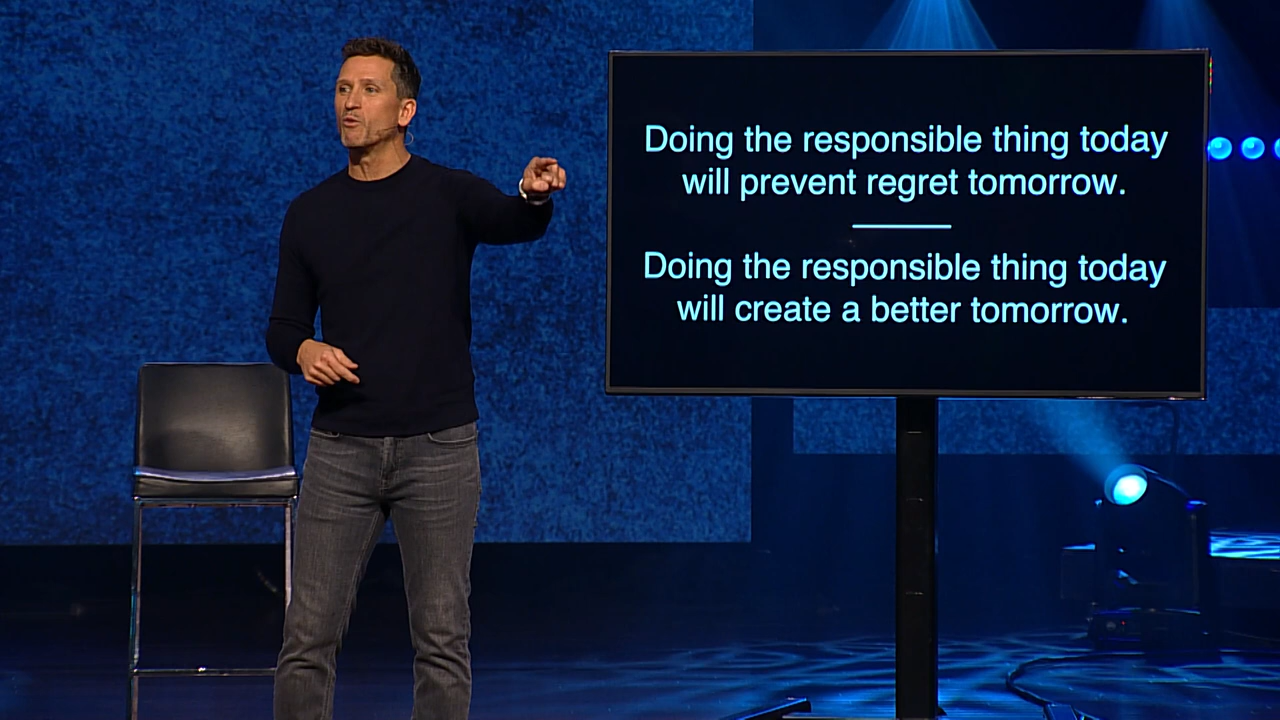 Doing the responsible thing today
will prevent regret tomorrow.
Doing the responsible thing today
will create a better tomorrow.